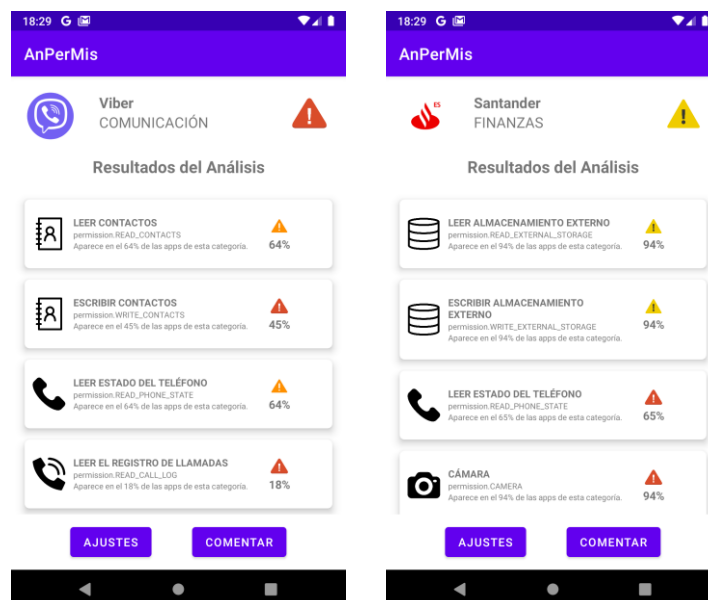 18:29 G
AnPerMis
Viber
COMUNICACIÓN
Resultados del Análisis
LEER CONTACTOS
permission.READ_CONTACTS
Aparece en el 64% de las apps de esta categoría.
64%
ESCRIBIR CONTACTOS
permission.WRITE_CONTACTS
Aparece en el 45% de las apps de esta categoría.
45%
LEER ESTADO DEL TELÉFONO
permission.READ_PHONE_STATE
Aparece en el 64% de las apps de esta categoría.
64%
LEER EL REGISTRO DE LLAMADAS
permission.READ_CALL_LOG
Aparece en el 18% de las apps de esta categoría.
18%
AJUSTES
COMENTAR
18:29 G
AnPerMis
ES
Santander
FINANZAS
Resultados del Análisis
LEER ALMACENAMIENTO EXTERNO
permission.READ_EXTERNAL_STORAGE
Aparece en el 94% de las apps de esta categoría.
94%
ESCRIBIR ALMACENAMIENTO
EXTERNO
permission.WRITE_EXTERNAL_STORAGE
Aparece en el 94% de las apps de esta categoría.
94%
LEER ESTADO DEL TELÉFONO
permission.READ_PHONE_STATE
Aparece en el 65% de las apps de esta categoría.
65%
CÁMARA
permission.CAMERA
Aparece en el 94% de las apps de esta categoría.
94%
AJUSTES
COMENTAR